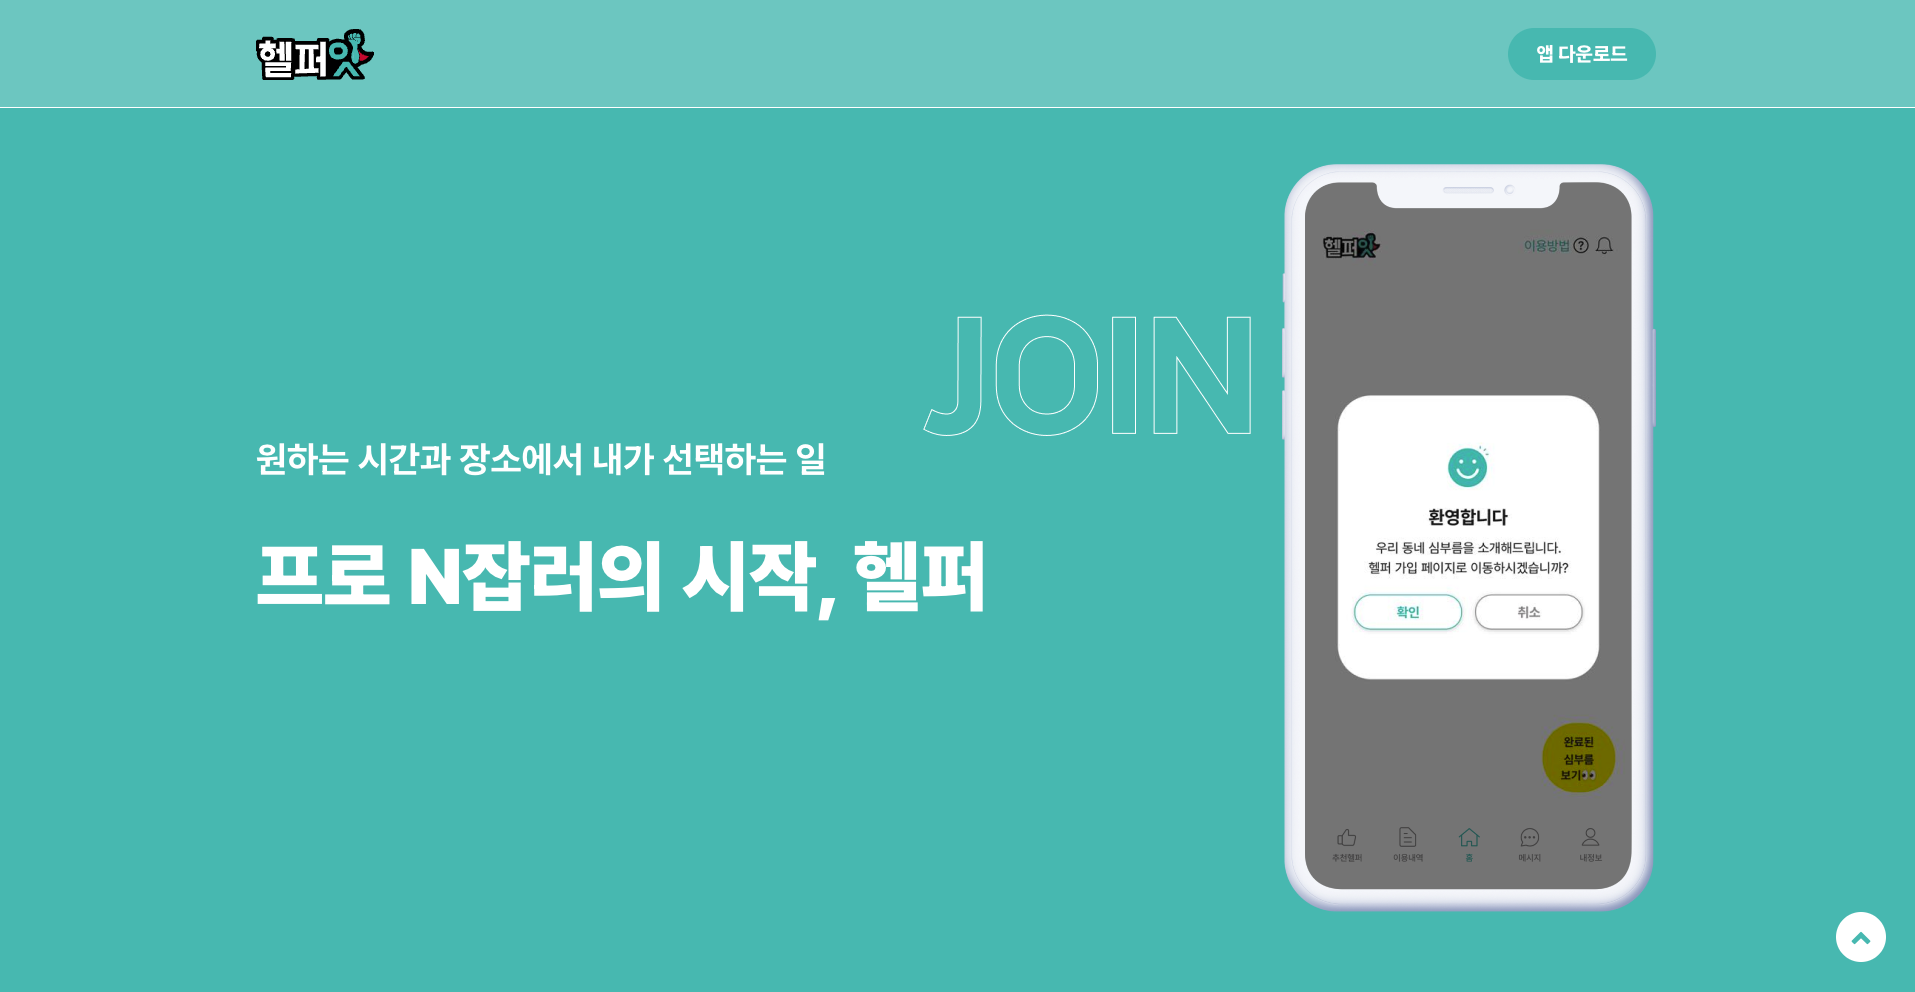 헬퍼잇
앱 다운로드
JOIN
원하는 시간과 장소에서 내가 선택하는 일
프로 N잡러의 시작, 헬퍼
헬퍼잇
이용방법 ?
환영합니다
우리 동네 심부름을 소개해드립니다.
헬퍼 가입 페이지로 이동하시겠습니까?
확인 취소
완료된
심부름
보기👀
추천헬퍼 이용내역 홈 메시지 내정보